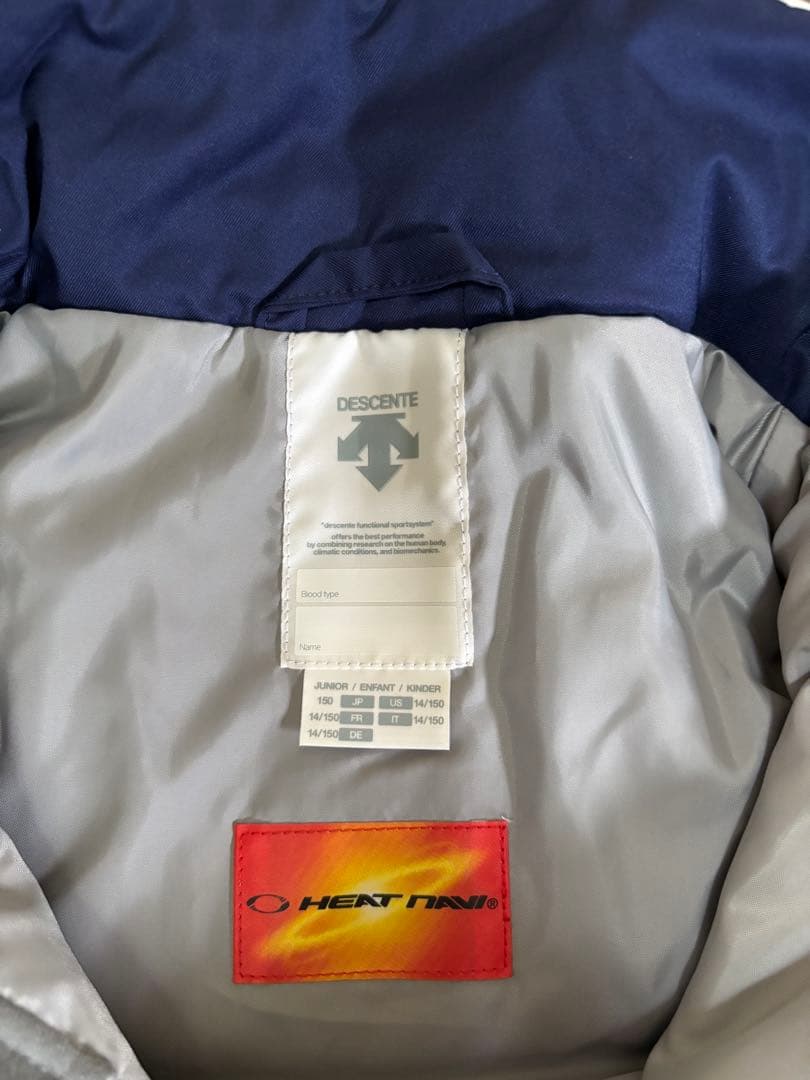 DESCENTE
"descente functional sportsystem"
offers the best performance
by combining research on the human body,
climatic conditions, and biomechanics.
Blood type
Name
JUNIOR / ENFANT / KINDER
150 JP US 14/150
14/150 FR IT 14/150
14/150 DE
HEAT NAVI®